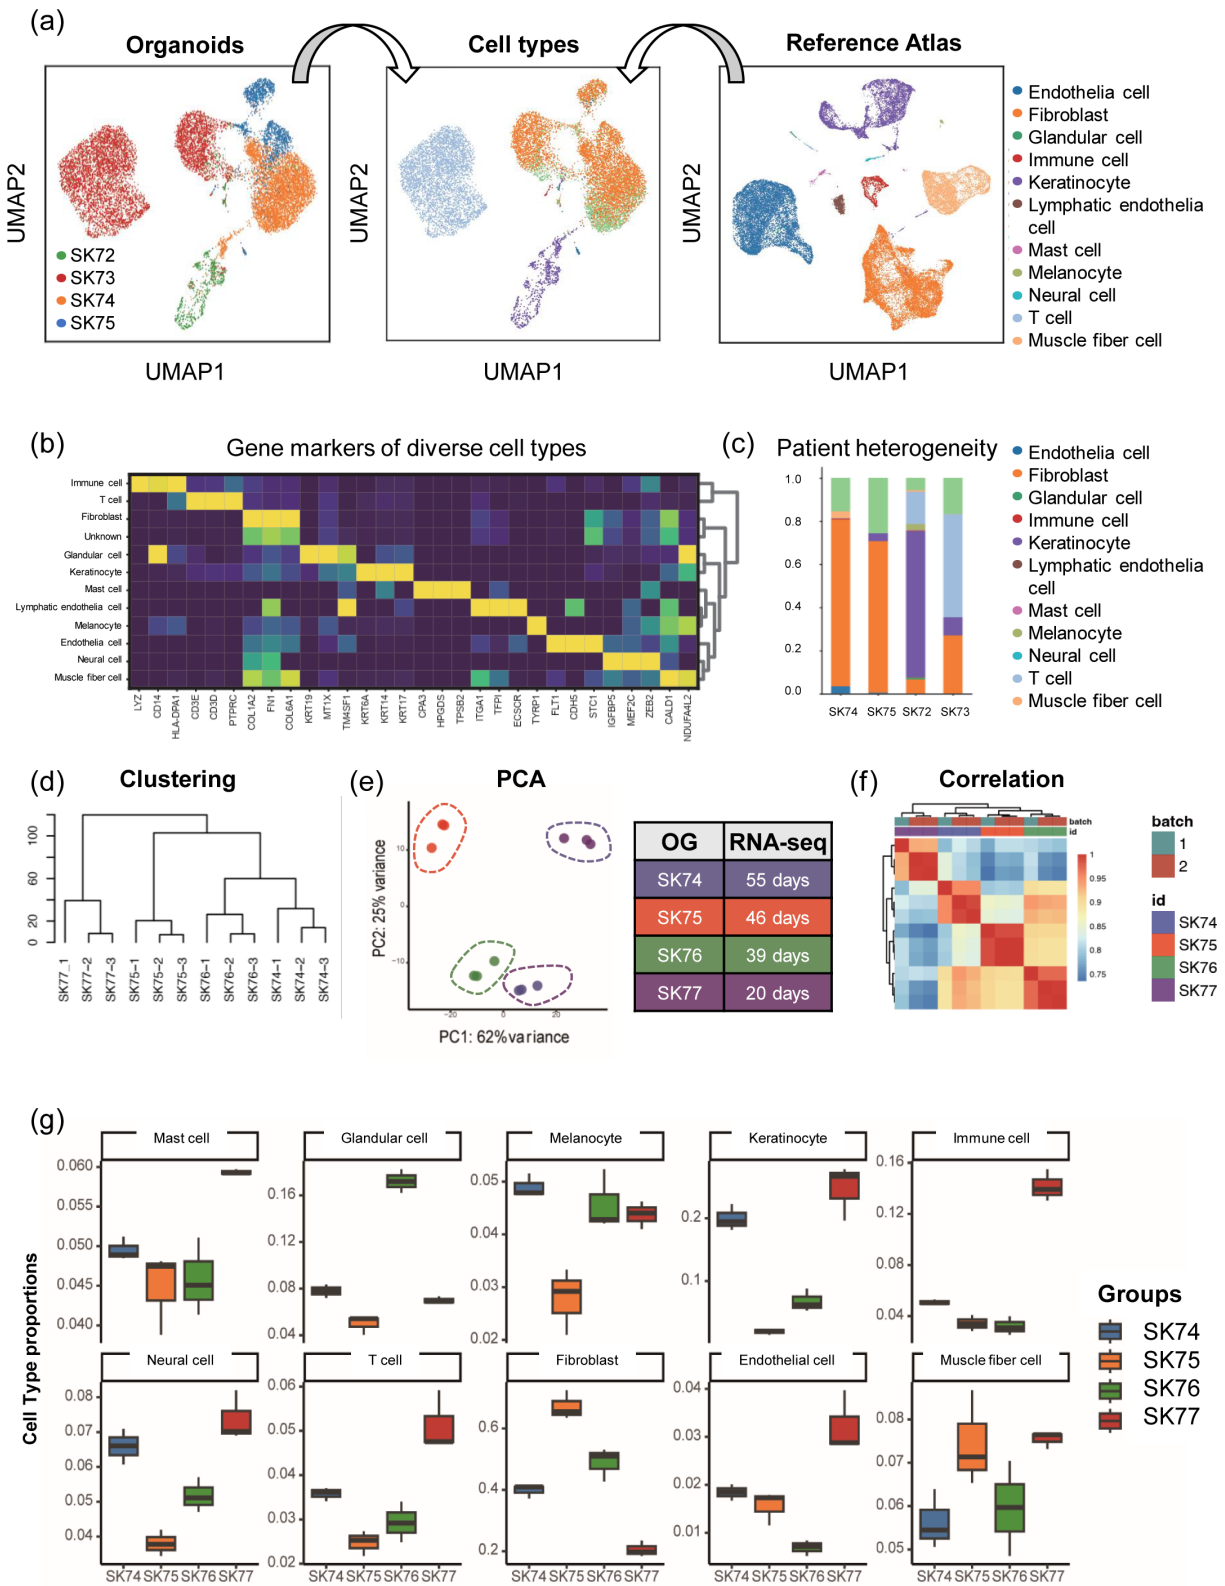 (a)
Organoids
Cell types
Reference Atlas
UMAP2
UMAP1
SK72
SK73
SK74
SK75
UMAP2
UMAP1
UMAP2
UMAP1
Endothelia cell
Fibroblast
Glandular cell
Immune cell
Keratinocyte
Lymphatic endothelia
cell
Mast cell
Melanocyte
Neural cell
T cell
Muscle fiber cell
(b)
Gene markers of diverse cell types
Immune cell
T cell
Fibroblast
Unknown
Glandular cell
Keratinocyte
Mast cell
Lymphatic endothelia cell
Melanocyte
Endothelia cell
Neural cell
Muscle fiber cell
LYZ
CD14
HLA-DPA1
CD3E
CD3D
PTPRC
COL1A2
FN1
COL6A1
KRT19
MT1X
TM4SF1
KRT6A
KRT14
KRT17
CPA3
HPGDS
TPSB2
ITGA1
TFPI
ECSCR
TYRP1
FLT1
CDH5
STC1
IGFBP5
MEF2C
ZEB2
CALD1
NDUFA4L2
(c)
Patient heterogeneity
1.0
0.8
0.6
0.4
0.2
0.0
SK74
SK75
SK72
SK73
Endothelia cell
Fibroblast
Glandular cell
Immune cell
Keratinocyte
Lymphatic endothelia
cell
Mast cell
Melanocyte
Neural cell
T cell
Muscle fiber cell
(d)
Clustering
100
60
20
0
SK77_1
SK77-2
SK77-3
SK75-1
SK75-2
SK75-3
SK76-1
SK76-2
SK76-3
SK74-1
SK74-2
SK74-3
(e)
PCA
PC2: 25% variance
10
0
-10
-20
0
20
PC1: 62%variance
OG RNA-seq
SK74 55 days
SK75 46 days
SK76 39 days
SK77 20 days
(f)
Correlation
batch
id
1
0.95
0.9
0.85
0.8
0.75
batch
1
2
id
SK74
SK75
SK76
SK77
(g)
Cell Type proportions
Mast cell
0.060
0.055
0.050
0.045
0.040
Glandular cell
0.16
0.12
0.08
0.04
Melanocyte
0.05
0.04
0.03
0.02
Keratinocyte
0.2
0.1
Immune cell
0.16
0.12
0.08
0.04
Neural cell
0.08
0.07
0.06
0.05
0.04
SK74 SK75 SK76 SK77
T cell
0.06
0.05
0.04
0.03
0.02
SK74 SK75 SK76 SK77
Fibroblast
0.6
0.4
0.2
SK74 SK75 SK76 SK77
Endothelial cell
0.04
0.03
0.02
0.01
SK74 SK75 SK76 SK77
Muscle fiber cell
0.08
0.07
0.06
0.05
SK74 SK75 SK76 SK77
Groups
SK74
SK75
SK76
SK77